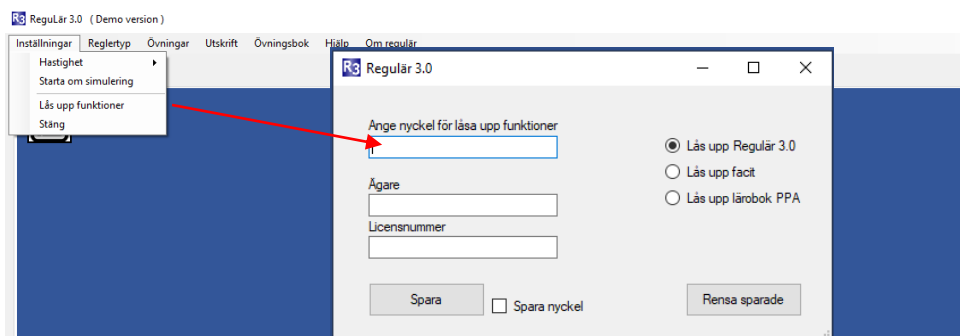 R3 ReguLär 3.0 ( Demo version )
Inställningar Reglertyp Övningar Utskrift Övningsbok Hjälp Om regulär
Hastighet
Starta om simulering
Lås upp funktioner
Stäng
R3 Regulär 3.0
Ange nyckel för låsa upp funktioner
Ägare
Licensnummer
Lås upp Regulär 3.0
Lås upp facit
Lås upp lärobok PPA
Spara
Spara nyckel
Rensa sparade